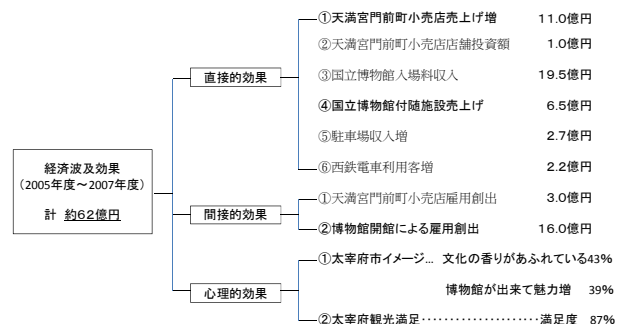 ①天満宮門前町小売店売上げ増 11.0億円
②天満宮門前町小売店店舗投資額 1.0億円
直接的効果
③国立博物館入場料収入 19.5億円
④国立博物館付随施設売上げ 6.5億円
⑤駐車場収入増 2.7億円
⑥西鉄電車利用客増 2.2億円
経済波及効果
(2005年度~2007年度)
計 約62億円
間接的効果
①天満宮門前町小売店雇用創出 3.0億円
②博物館開館による雇用創出 16.0億円
心理的効果
①太宰府市イメージ… 文化の香りがあふれている43%
博物館が出来て魅力増 39%
②太宰府観光満足・・・・・・・・・・・・・・・・・・・・満足度 87%